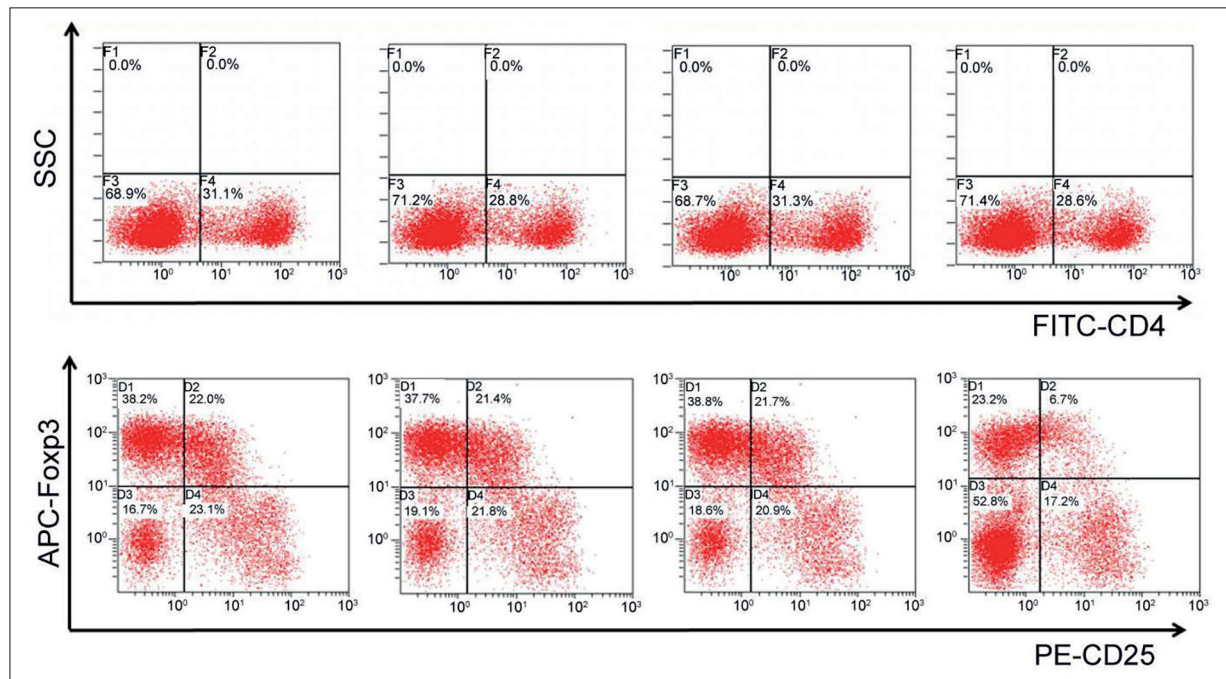 SSC
F1 F2
0.0% 0.0%
F3 F4
68.9% 31.1%
10⁰ 10¹ 10² 10³
F1 F2
0.0% 0.0%
F3 F4
71.2% 28.8%
10⁰ 10¹ 10² 10³
F1 F2
0.0% 0.0%
F3 F4
68.7% 31.3%
10⁰ 10¹ 10² 10³
F1 F2
0.0% 0.0%
F3 F4
71.4% 28.6%
10⁰ 10¹ 10² 10³
FITC-CD4
APC-Foxp3
10³
10²
10¹
10⁰
D1 D2
38.2% 22.0%
D3 D4
16.7% 23.1%
10⁰ 10¹ 10² 10³
10³
10²
10¹
10⁰
D1 D2
37.7% 21.4%
D3 D4
19.1% 21.8%
10⁰ 10¹ 10² 10³
10³
10²
10¹
10⁰
D1 D2
38.8% 21.7%
D3 D4
18.6% 20.9%
10⁰ 10¹ 10² 10³
10³
10²
10¹
10⁰
D1 D2
23.2% 6.7%
D3 D4
52.8% 17.2%
10⁰ 10¹ 10² 10³
PE-CD25